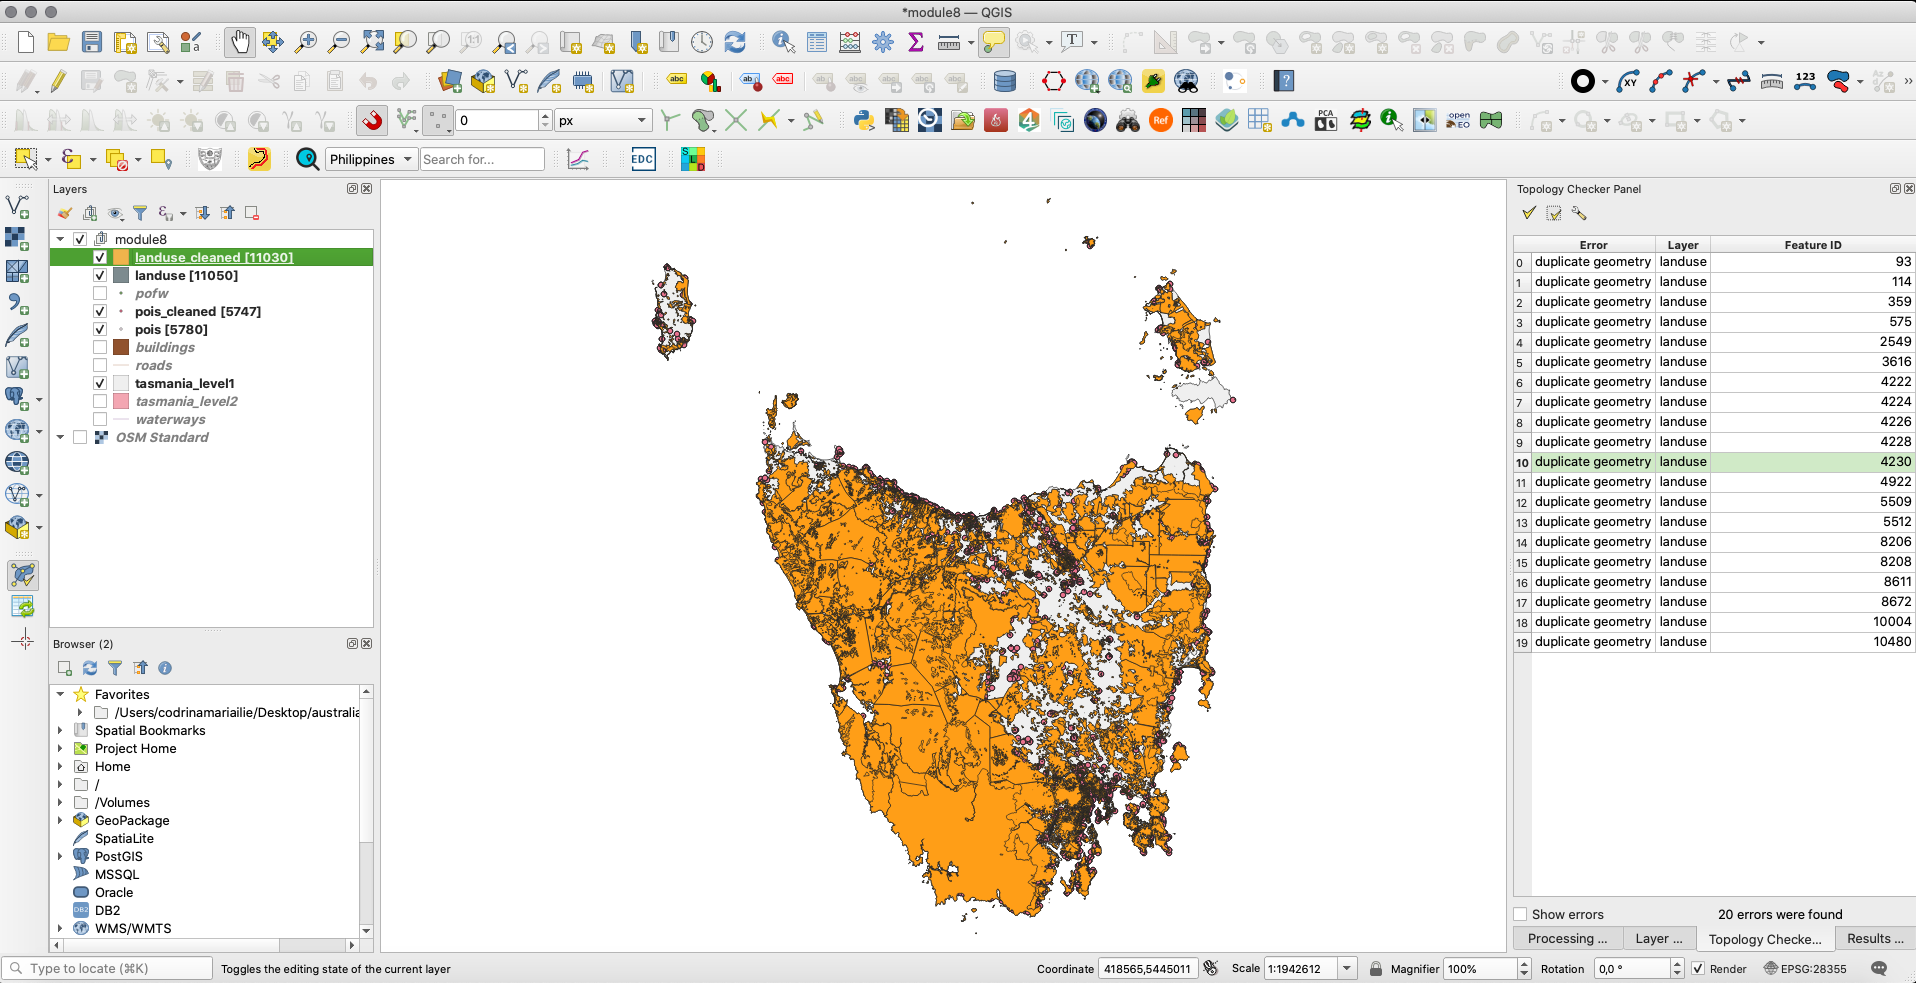 *module8 — QGIS
0
px
Philippines
Search for...
EDC
Layers
module8
landuse_cleaned [11030]
landuse [11050]
pofw
pois_cleaned [5747]
pois [5780]
buildings
roads
tasmania_level1
tasmania_level2
waterways
OSM Standard
Browser (2)
Favorites
/Users/codrinamariailie/Desktop/australia
Spatial Bookmarks
Project Home
Home
/
/Volumes
GeoPackage
SpatiaLite
PostGIS
MSSQL
Oracle
DB2
WMS/WMTS
Topology Checker Panel
Error Layer Feature ID
0 duplicate geometry landuse 93
1 duplicate geometry landuse 114
2 duplicate geometry landuse 359
3 duplicate geometry landuse 575
4 duplicate geometry landuse 2549
5 duplicate geometry landuse 3616
6 duplicate geometry landuse 4222
7 duplicate geometry landuse 4224
8 duplicate geometry landuse 4226
9 duplicate geometry landuse 4228
10 duplicate geometry landuse 4230
11 duplicate geometry landuse 4922
12 duplicate geometry landuse 5509
13 duplicate geometry landuse 5512
14 duplicate geometry landuse 8206
15 duplicate geometry landuse 8208
16 duplicate geometry landuse 8611
17 duplicate geometry landuse 8672
18 duplicate geometry landuse 10004
19 duplicate geometry landuse 10480
Show errors 20 errors were found
Processing ... Layer ... Topology Checke... Results ...
Type to locate (⌘K) Toggles the editing state of the current layer Coordinate 418565,5445011 Scale 1:1942612 Magnifier 100% Rotation 0,0 ° Render EPSG:28355